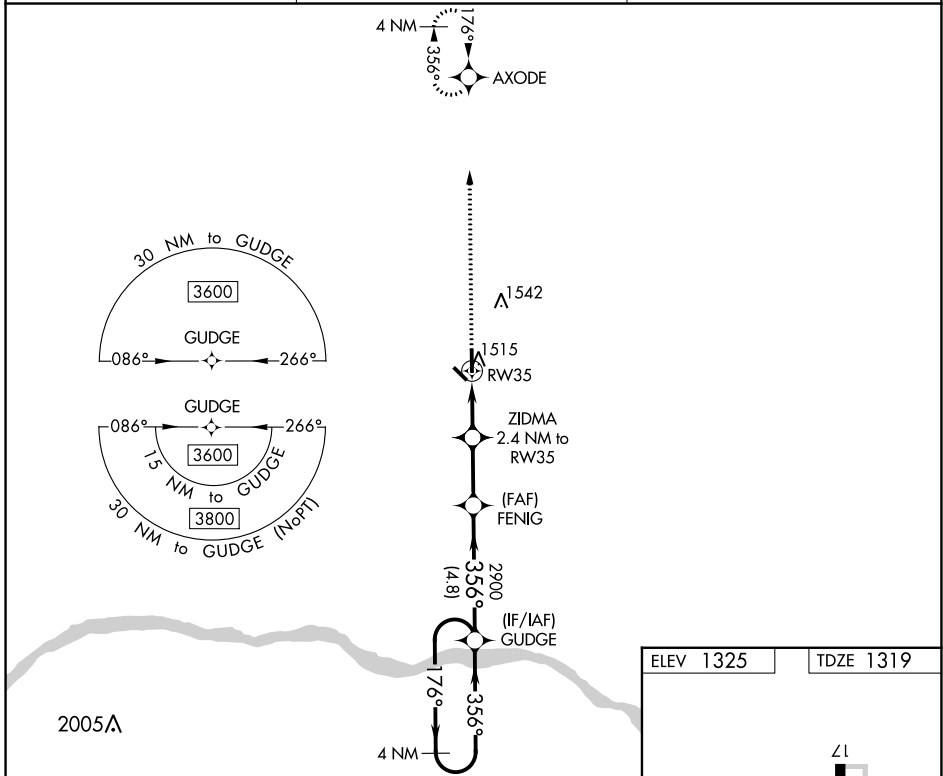 4 NM
176°
356°
AXODE
30 NM to GUDGE
3600
GUDGE
086°
266°
1542
1515
RW35
GUDGE
086°
266°
3600
15 NM to GUDGE
3800
30 NM to GUDGE (NoPT)
ZIDMA
2.4 NM to
RW35
(FAF)
FENIG
2900
356°
(4.8)
(IF/IAF)
GUDGE
176°
356°
4 NM
2005
ELEV 1325
TDZE 1319
17